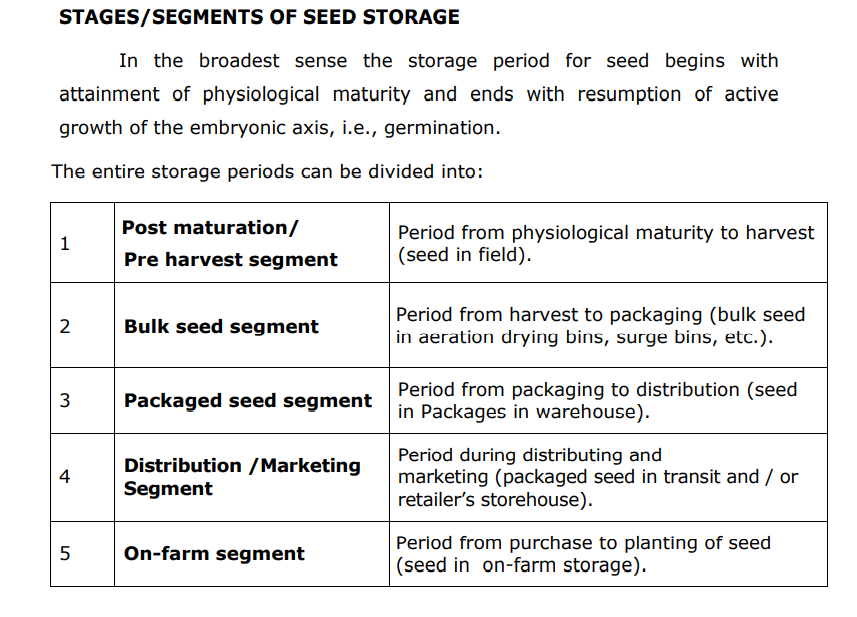 STAGES/SEGMENTS OF SEED STORAGE
In the broadest sense the storage period for seed begins with
attainment of physiological maturity and ends with resumption of active
growth of the embryonic axis, i.e., germination.
The entire storage periods can be divided into:
1
Post maturation/
Pre harvest segment
Period from physiological maturity to harvest
(seed in field).
2
Bulk seed segment
Period from harvest to packaging (bulk seed
in aeration drying bins, surge bins, etc.).
3
Packaged seed segment
Period from packaging to distribution (seed
in Packages in warehouse).
4
Distribution /Marketing
Segment
Period during distributing and
marketing (packaged seed in transit and / or
retailer’s storehouse).
5
On-farm segment
Period from purchase to planting of seed
(seed in  on-farm storage).